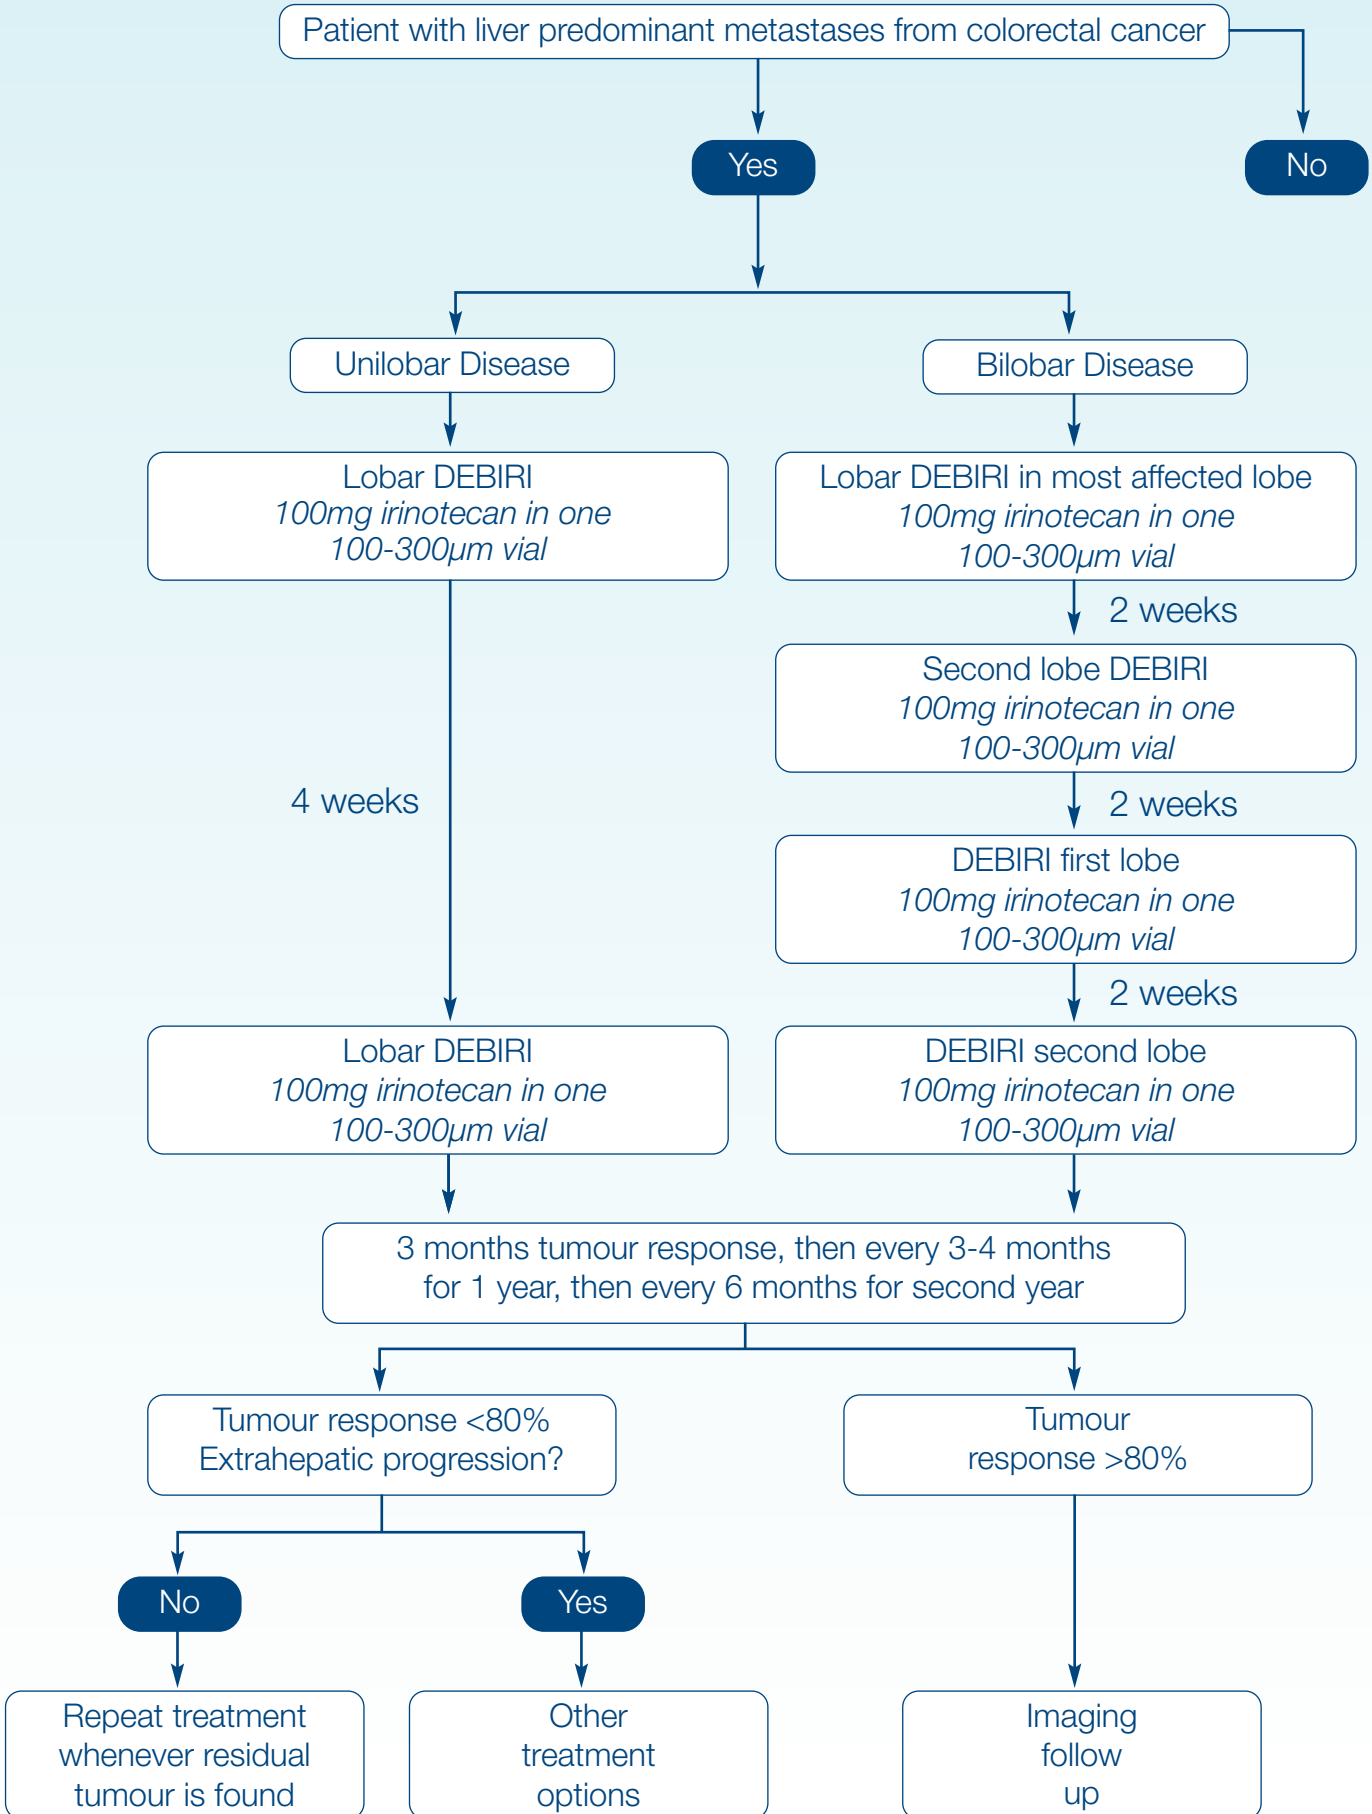 Patient with liver predominant metastases from colorectal cancer
Yes
No
Unilobar Disease
Bilobar Disease
Lobar DEBIRI
100mg irinotecan in one
100-300µm vial
Lobar DEBIRI in most affected lobe
100mg irinotecan in one
100-300µm vial
2 weeks
Second lobe DEBIRI
100mg irinotecan in one
100-300µm vial
4 weeks
2 weeks
DEBIRI first lobe
100mg irinotecan in one
100-300µm vial
2 weeks
Lobar DEBIRI
100mg irinotecan in one
100-300µm vial
DEBIRI second lobe
100mg irinotecan in one
100-300µm vial
3 months tumour response, then every 3-4 months
for 1 year, then every 6 months for second year
Tumour response <80%
Extrahepatic progression?
Tumour
response >80%
No
Yes
Repeat treatment
whenever residual
tumour is found
Other
treatment
options
Imaging
follow
up